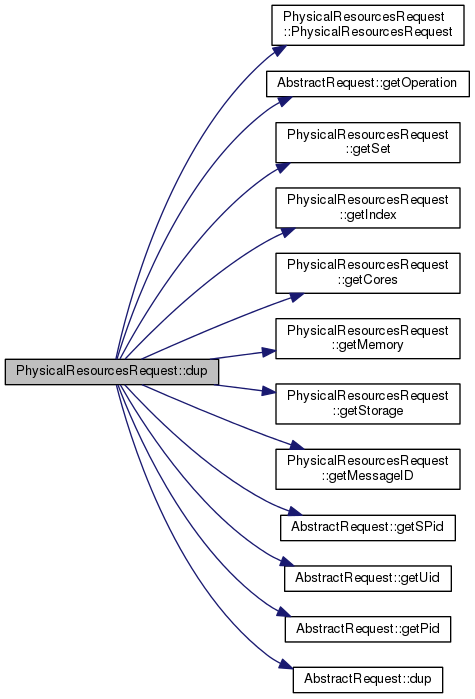 PhysicalResourcesRequest
::PhysicalResourcesRequest
AbstractRequest::getOperation
PhysicalResourcesRequest
::getSet
PhysicalResourcesRequest
::getIndex
PhysicalResourcesRequest
::getCores
PhysicalResourcesRequest
::getMemory
PhysicalResourcesRequest::dup
PhysicalResourcesRequest
::getStorage
PhysicalResourcesRequest
::getMessageID
AbstractRequest::getSPid
AbstractRequest::getUid
AbstractRequest::getPid
AbstractRequest::dup